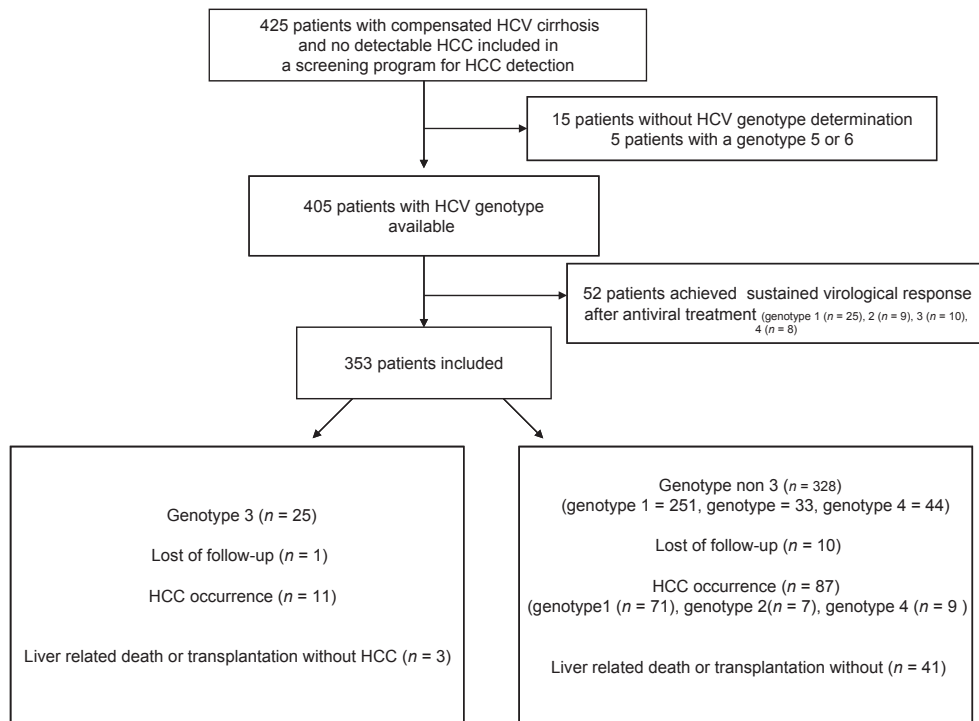 425 patients with compensated HCV cirrhosis
and no detectable HCC included in
a screening program for HCC detection
15 patients without HCV genotype determination
5 patients with a genotype 5 or 6
405 patients with HCV genotype
available
52 patients achieved sustained virological response
after antiviral treatment (genotype 1 (n = 25), 2 (n = 9), 3 (n = 10),
4 (n = 8)
353 patients included
Genotype 3 (n = 25)
Lost of follow-up (n = 1)
HCC occurrence (n = 11)
Liver related death or transplantation without HCC (n = 3)
Genotype non 3 (n = 328)
(genotype 1 = 251, genotype = 33, genotype 4 = 44)
Lost of follow-up (n = 10)
HCC occurrence (n = 87)
(genotype1 (n = 71), genotype 2(n = 7), genotype 4 (n = 9 )
Liver related death or transplantation without (n = 41)